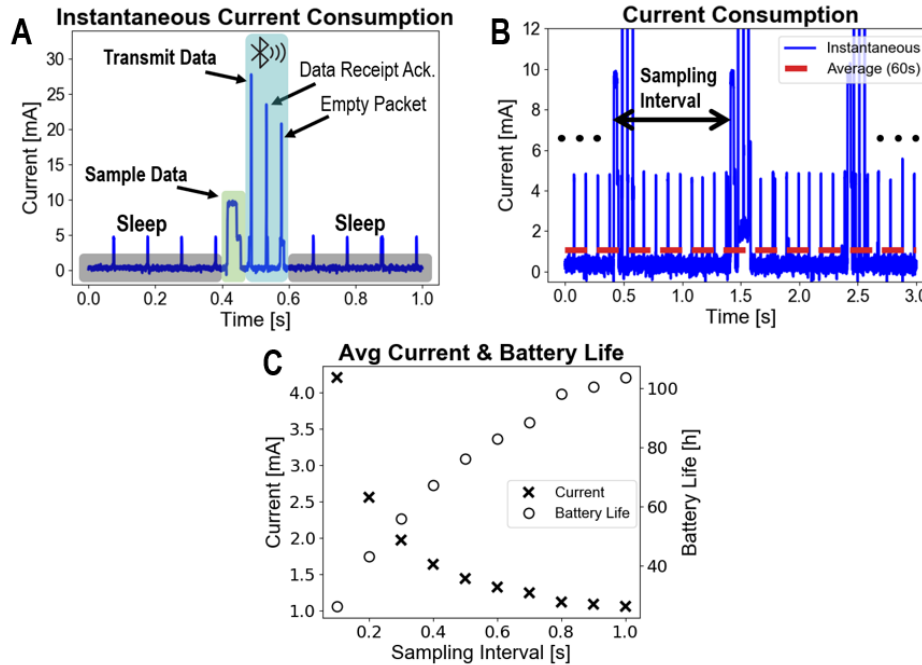 A
Instantaneous Current Consumption
Transmit Data
Data Receipt Ack.
Empty Packet
Sample Data
Sleep
Sleep
Current [mA]
30
25
20
15
10
5
0
0.0 0.2 0.4 0.6 0.8 1.0
Time [s]
B
Current Consumption
Instantaneous
Average (60s)
Sampling
Interval
Current [mA]
12
10
8
6
4
2
0
0.0 0.5 1.0 1.5 2.0 2.5 3.0
Time [s]
C
Avg Current & Battery Life
Current [mA]
4.0
3.5
3.0
2.5
2.0
1.5
1.0
Current
Battery Life
100
80
60
40
Battery Life [h]
0.2 0.4 0.6 0.8 1.0
Sampling Interval [s]